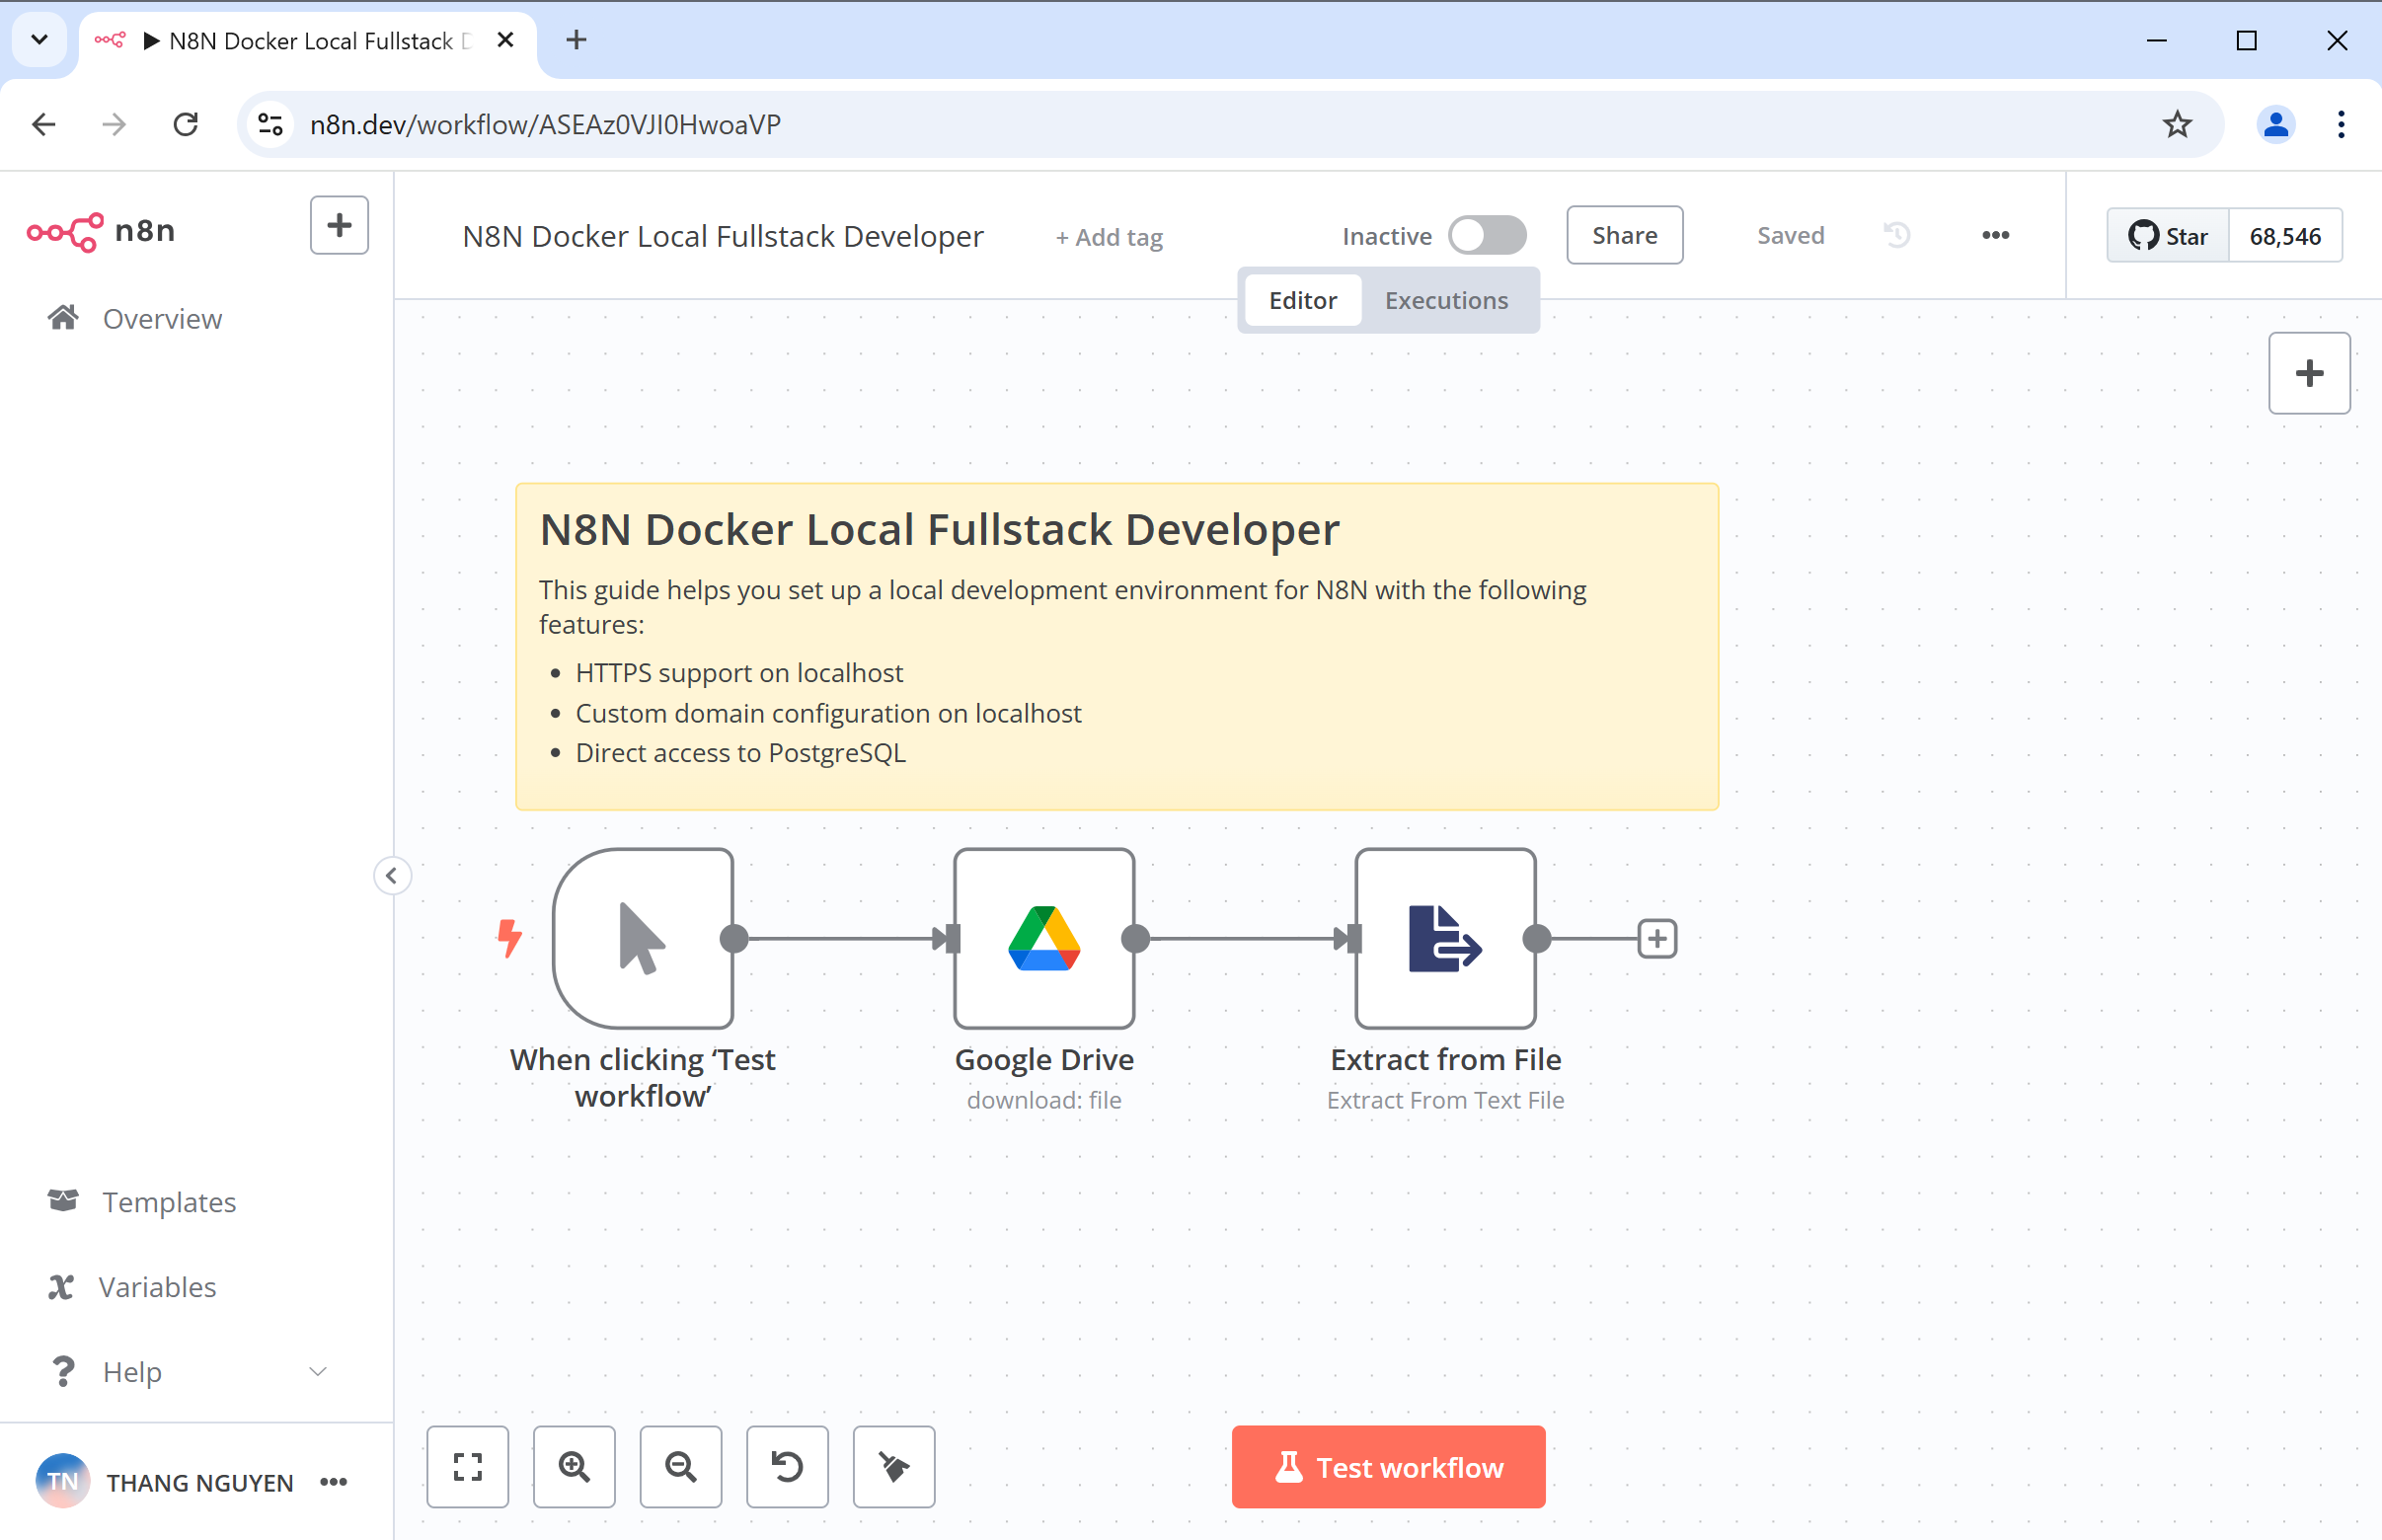 N8N Docker Local Fullstack
n8n.dev/workflow/ASEAz0VJI0HwoaVP
n8n
Overview
Templates
Variables
Help
TN THANG NGUYEN
N8N Docker Local Fullstack Developer
+ Add tag
Inactive
Share
Saved
Star 68,546
Editor Executions
N8N Docker Local Fullstack Developer
This guide helps you set up a local development environment for N8N with the following
features:
• HTTPS support on localhost
• Custom domain configuration on localhost
• Direct access to PostgreSQL
When clicking ‘Test
workflow’
Google Drive
download: file
Extract from File
Extract From Text File
Test workflow